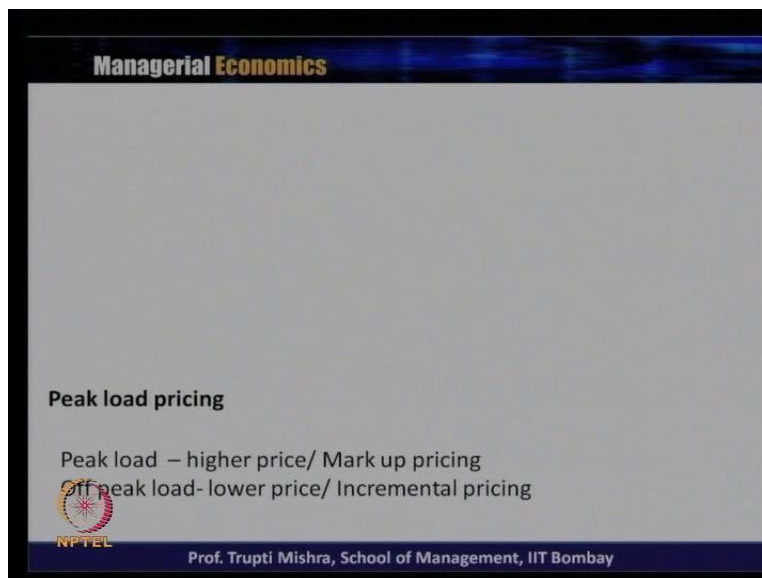 Managerial Economics
Peak load pricing
Peak load – higher price/ Mark up pricing
Off peak load- lower price/ Incremental pricing
NPTEL
Prof. Trupti Mishra, School of Management, IIT Bombay